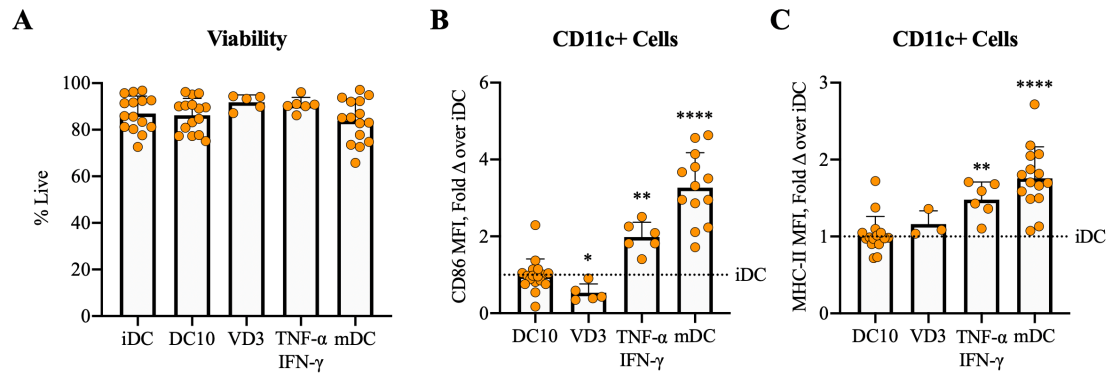 A
Viability
% Live
100
80
60
40
20
0
iDC DC10 VD3 TNF-α mDC
IFN-γ
B
CD11c+ Cells
CD86 MFI, Fold Δ over iDC
6
4
2
0
*
**
****
iDC
DC10 VD3 TNF-α mDC
IFN-γ
C
CD11c+ Cells
MHC-II MFI, Fold Δ over iDC
3
2
1
0
**
****
iDC
DC10 VD3 TNF-α mDC
IFN-γ